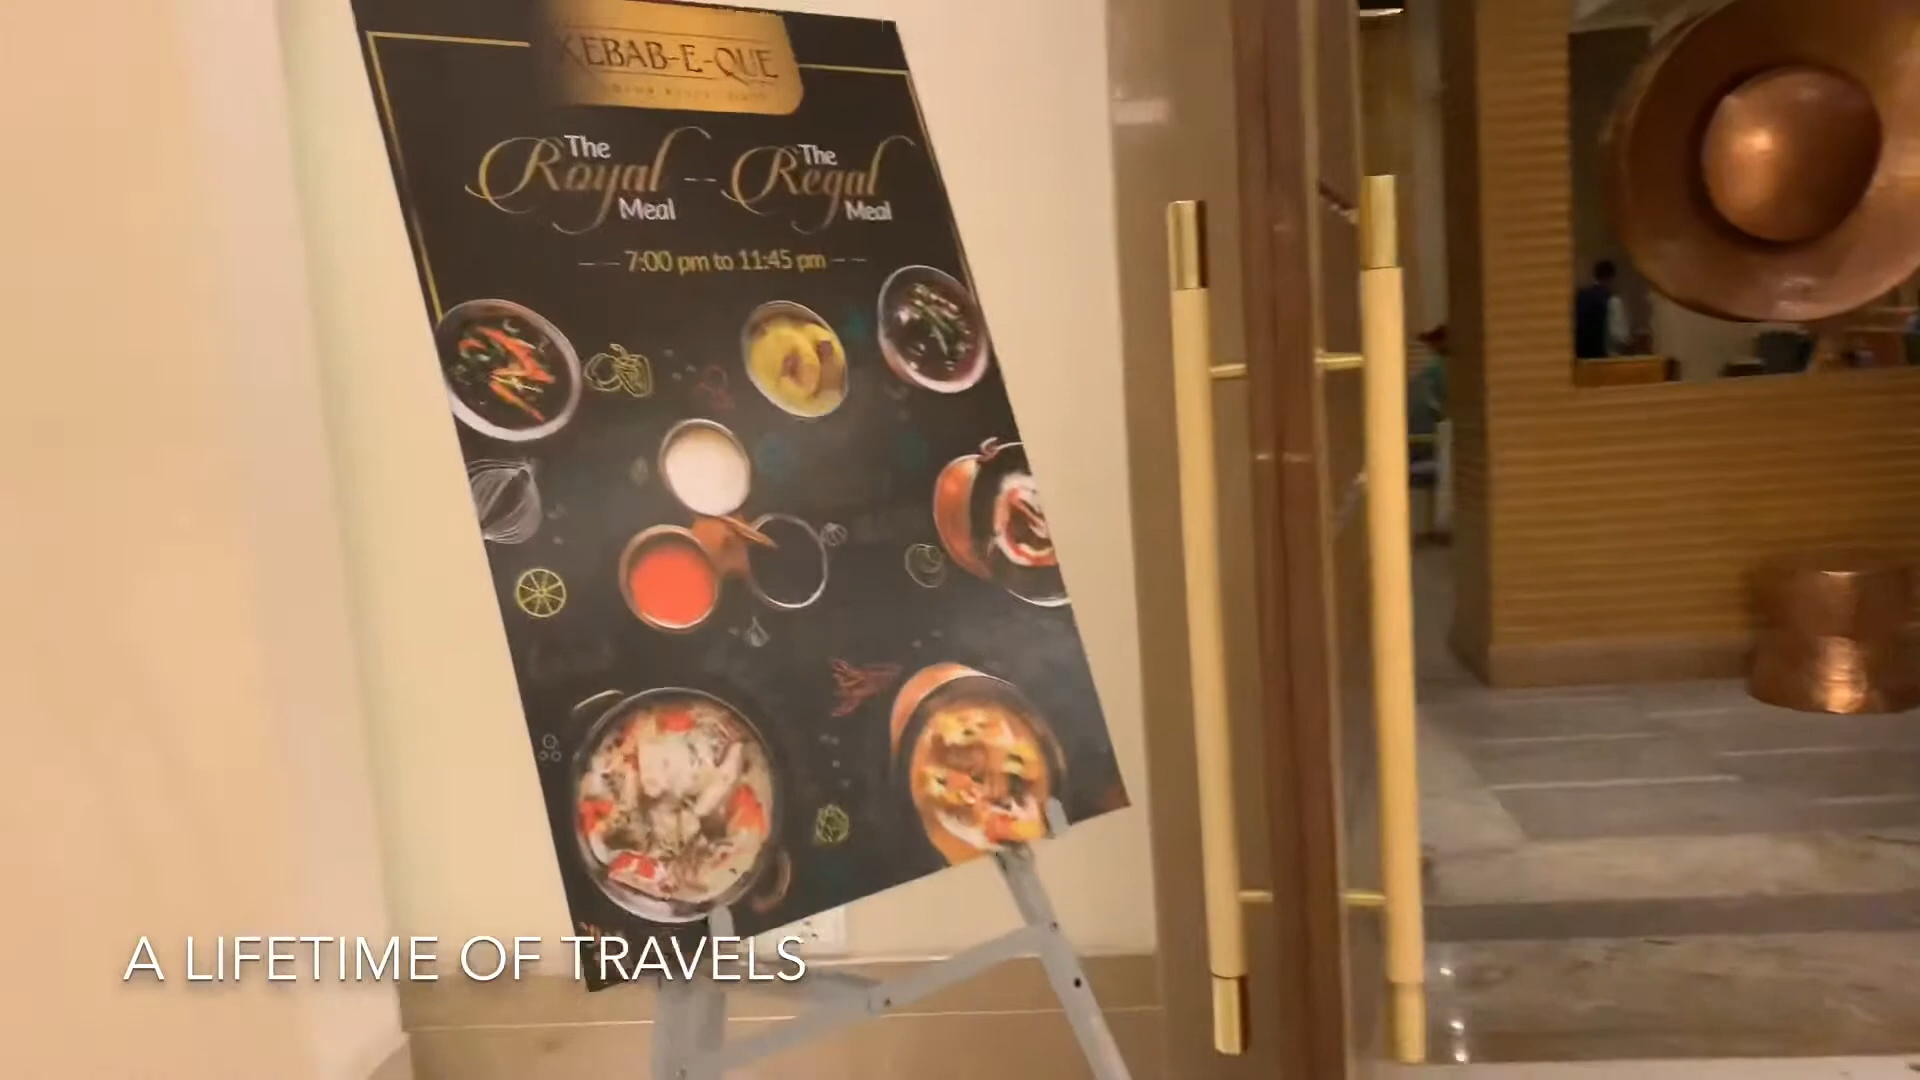 KEBAB-E-QUE
The
Royal
Meal
The
Regal
Meal
7:00 pm to 11:45 pm
A LIFETIME OF TRAVELS